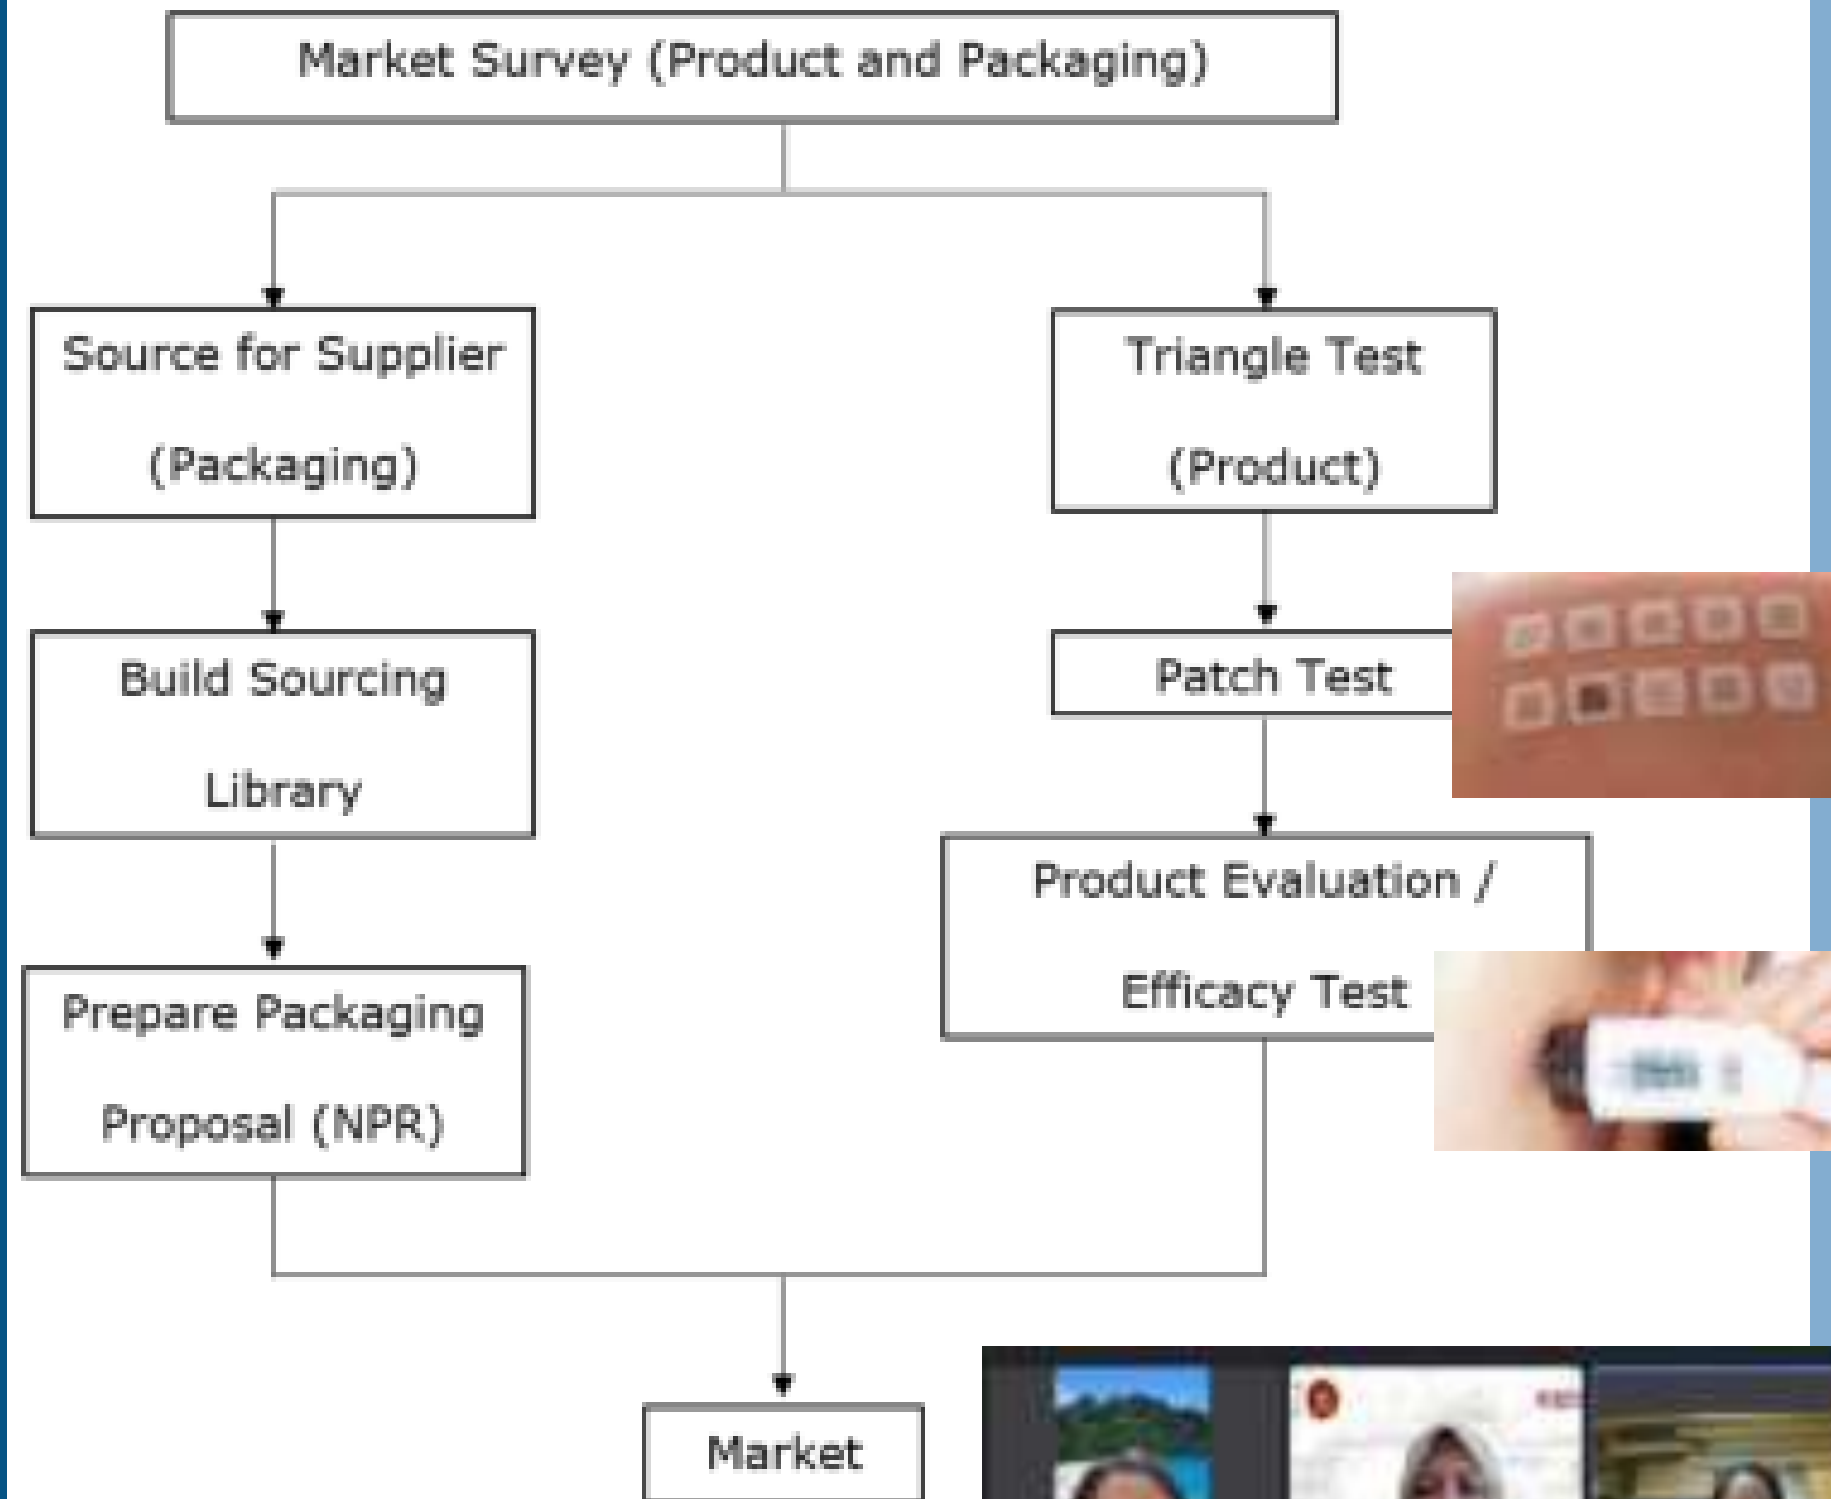 Market Survey (Product and Packaging)
Source for Supplier
(Packaging)
Triangle Test
(Product)
Build Sourcing
Library
Patch Test
Product Evaluation /
Efficacy Test
Prepare Packaging
Proposal (NPR)
Market